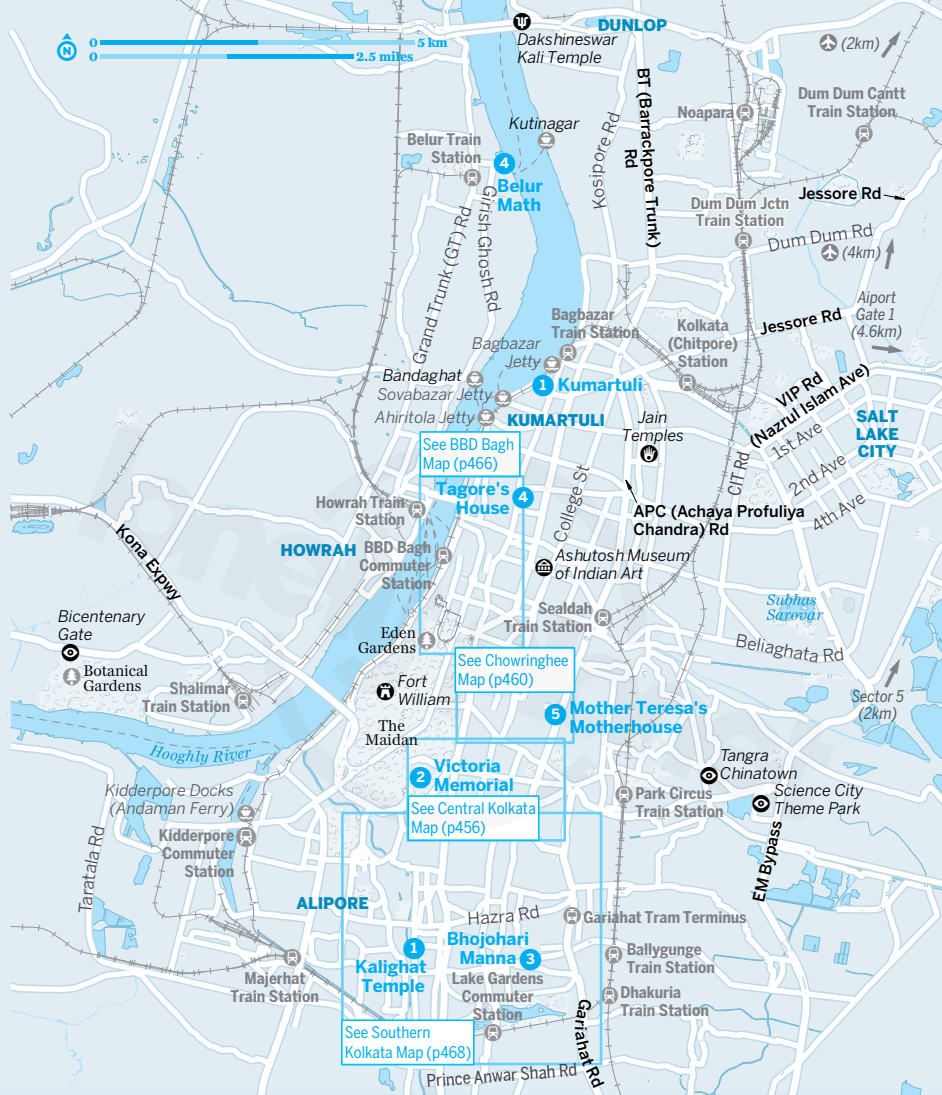 DUNLOP
Dakshineswar
Kali Temple
N
0
5 km
0
2.5 miles
(2km)
BT (Barrackpore Trunk)
Rd
Kosipore Rd
Noapara
Dum Dum Cantt
Train Station
Kutinagar
Belur Train
Station
4
Belur
Math
Jessore Rd
Dum Dum Jctn
Train Station
Dum Dum Rd
(4km)
Grand Trunk (GT) Rd
Girish Ghosh Rd
Aiport
Gate 1
(4.6km)
Bagbazar
Train Station
Kolkata
(Chitpore)
Station
Jessore Rd
Bagbazar
Jetty
Bandaghat
Sovabazar Jetty
Ahiritola Jetty
1
Kumartuli
KUMARTULI
VIP Rd
(Nazrul Islam Ave)
Jain
Temples
SALT
LAKE
CITY
1st Ave
2nd Ave
4th Ave
CIT Rd
See BBD Bagh
Map (p466)
Tagore's
House
4
College St
APC (Achaya Profuliya
Chandra) Rd
Howrah Train
Station
HOWRAH
BBD Bagh
Commuter
Station
Kona Expwy
Ashutosh Museum
of Indian Art
Subhas
Sarovar
Sealdah
Train Station
Beliaghata Rd
Bicentenary
Gate
Botanical
Gardens
Eden
Gardens
See Chowringhee
Map (p460)
Shalimar
Train Station
Fort
William
The
Maidan
5
Mother Teresa's
Motherhouse
Sector 5
(2km)
Hooghly River
2
Victoria
Memorial
Tangra
Chinatown
Science City
Theme Park
Kidderpore Docks
(Andaman Ferry)
See Central Kolkata
Map (p456)
Park Circus
Train Station
Kidderpore
Commuter
Station
Taratala Rd
EM Bypass
ALIPORE
Hazra Rd
Gariahat Tram Terminus
1
Kalighat
Temple
Bhojohari
Manna
3
Ballygunge
Train Station
Majerhat
Train Station
Lake Gardens
Commuter
Station
Dhakuria
Train Station
Gariahat Rd
See Southern
Kolkata Map (p468)
Prince Anwar Shah Rd